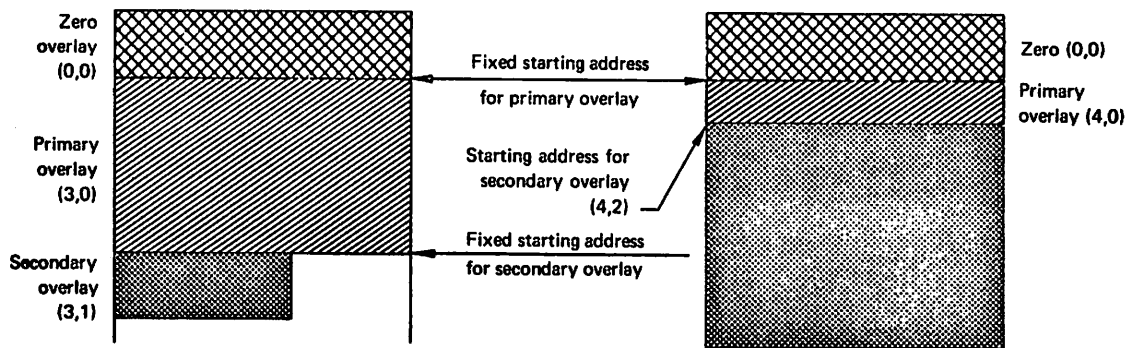 Zero
overlay
(0,0)
Primary
overlay
(3,0)
Secondary
overlay
(3,1)
Fixed starting address
for primary overlay
Starting address for
secondary overlay
(4,2)
Fixed starting address
for secondary overlay
Zero (0,0)
Primary
overlay (4,0)